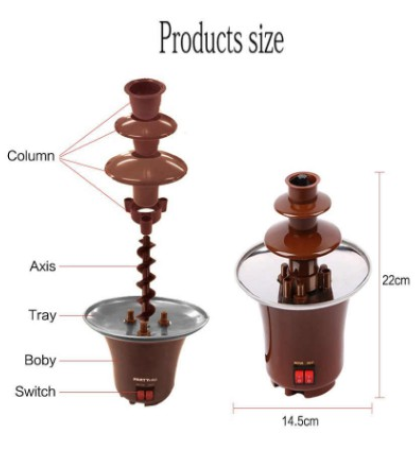 Products size
Column
Axis
Tray
Boby
Switch
22cm
14.5cm